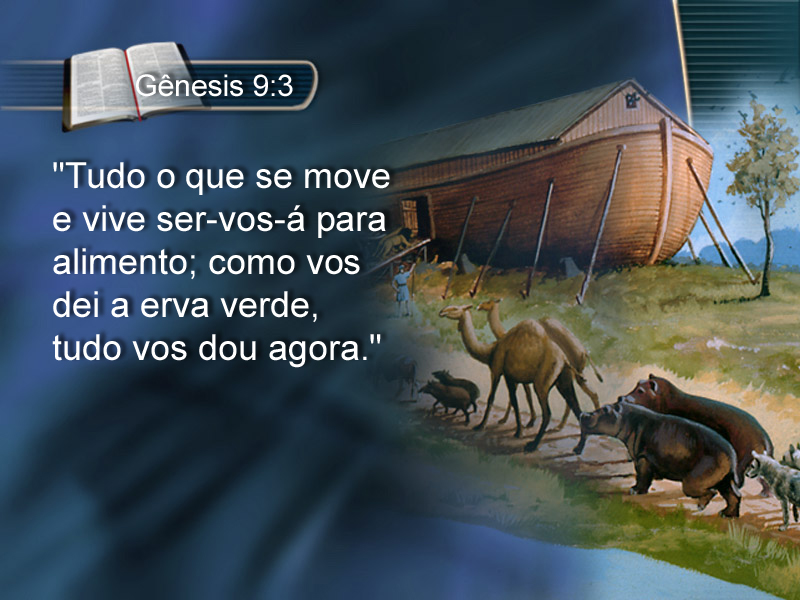 Gênesis 9:3
"Tudo o que se move
e vive ser-vos-á para
alimento; como vos
dei a erva verde,
tudo vos dou agora."